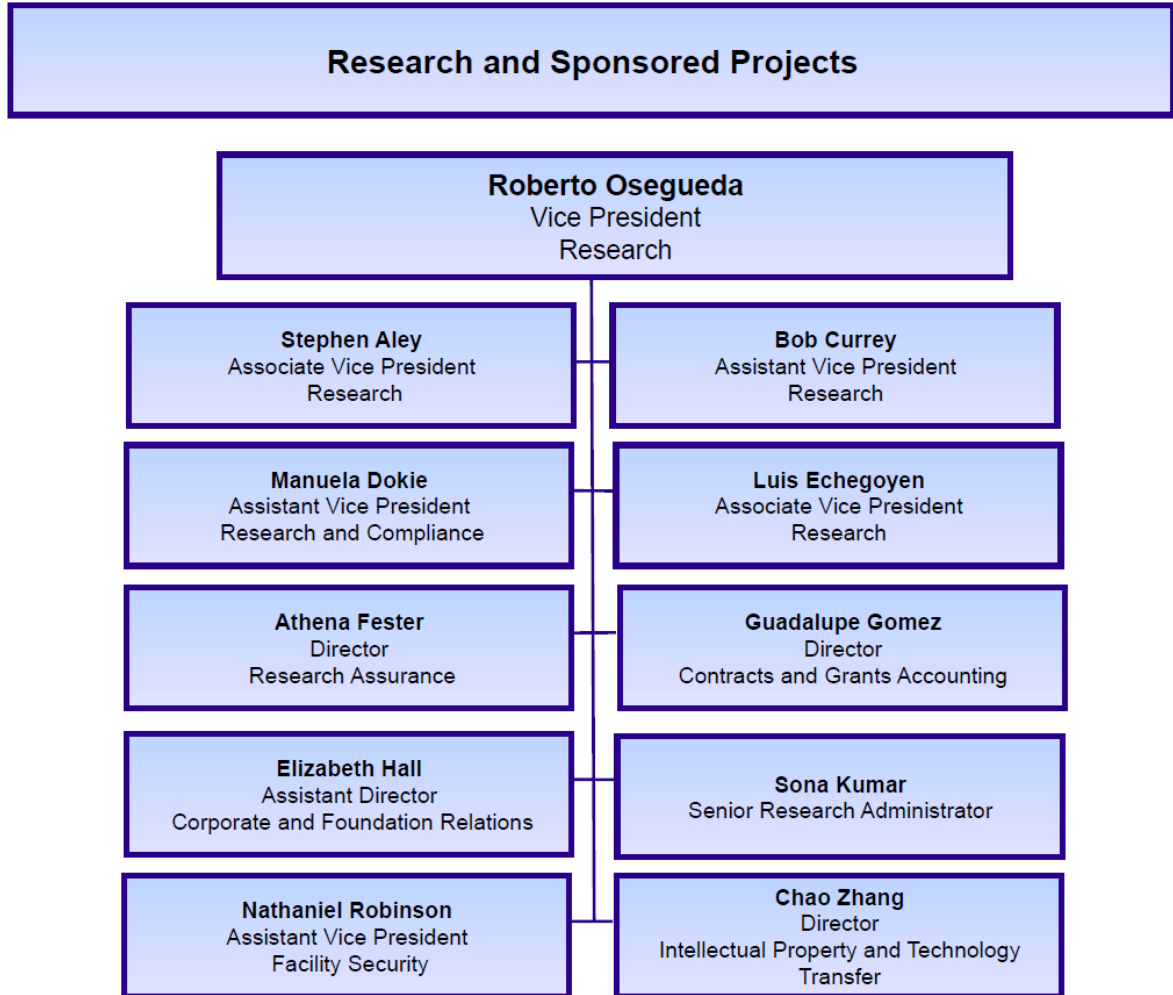 Research and Sponsored Projects
Roberto Osegueda
Vice President
Research
Stephen Aley
Associate Vice President
Research
Bob Currey
Assistant Vice President
Research
Manuela Dokie
Assistant Vice President
Research and Compliance
Luis Echegoyen
Associate Vice President
Research
Athena Fester
Director
Research Assurance
Guadalupe Gomez
Director
Contracts and Grants Accounting
Elizabeth Hall
Assistant Director
Corporate and Foundation Relations
Sona Kumar
Senior Research Administrator
Nathaniel Robinson
Assistant Vice President
Facility Security
Chao Zhang
Director
Intellectual Property and Technology
Transfer